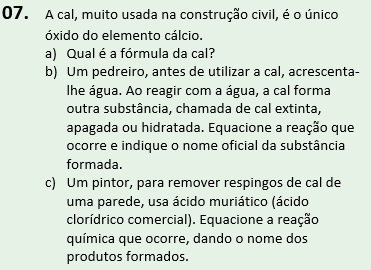 07. A cal, muito usada na construção civil, é o único
óxido do elemento cálcio.
a) Qual é a fórmula da cal?
b) Um pedreiro, antes de utilizar a cal, acrescenta-
lhe água. Ao reagir com a água, a cal forma
outra substância, chamada de cal extinta,
apagada ou hidratada. Equacione a reação que
ocorre e indique o nome oficial da substância
formada.
c) Um pintor, para remover respingos de cal de
uma parede, usa ácido muriático (ácido
clorídrico comercial). Equacione a reação
química que ocorre, dando o nome dos
produtos formados.